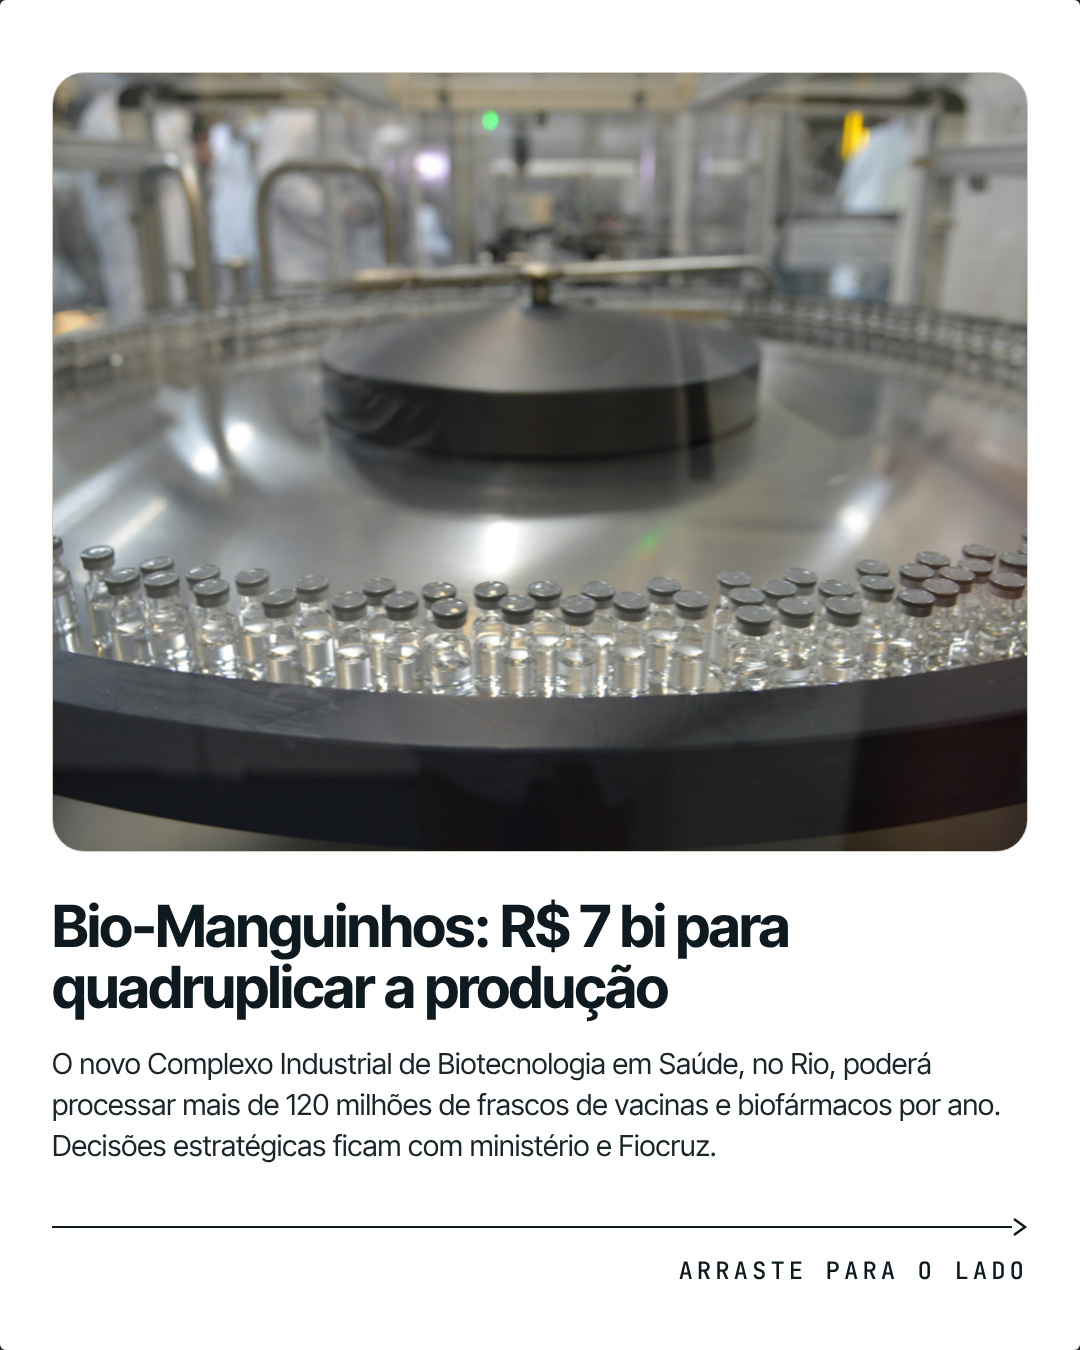 Bio-Manguinhos: R$ 7 bi para
quadruplicar a produção
O novo Complexo Industrial de Biotecnologia em Saúde, no Rio, poderá
processar mais de 120 milhões de frascos de vacinas e biofármacos por ano.
Decisões estratégicas ficam com ministério e Fiocruz.
ARRASTE PARA O LADO